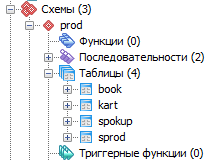 Схемы (3)
prod
Функции (0)
Последовательности (2)
Таблицы (4)
book
kart
spokup
sprod
Триггерные функции (0)